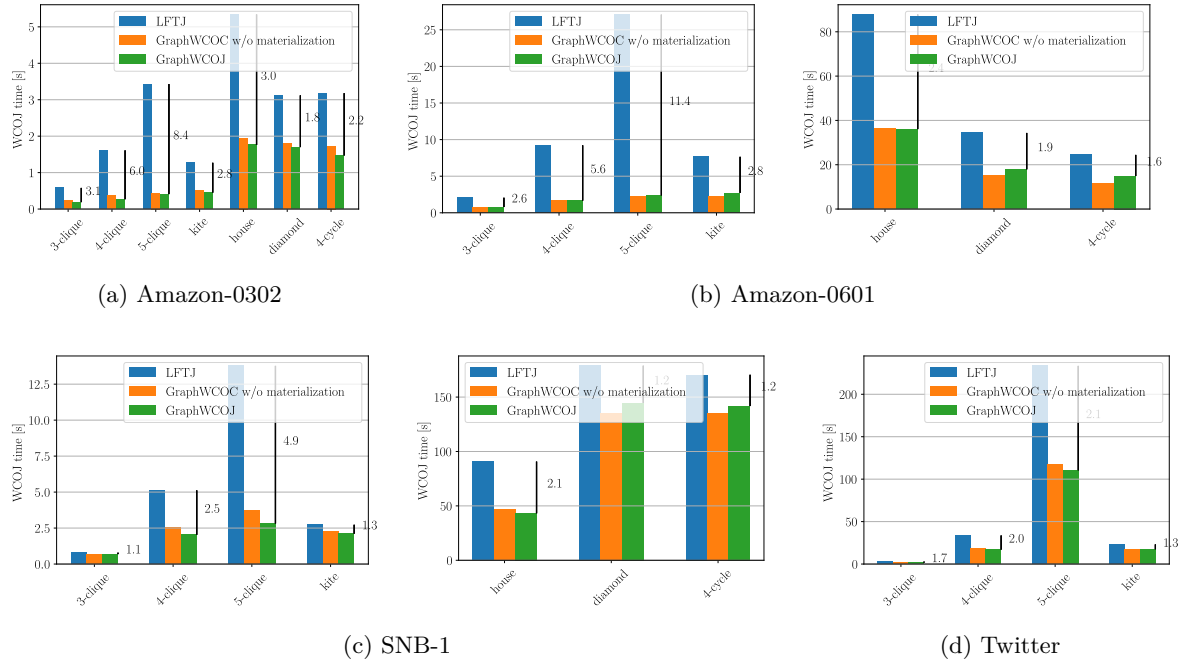 LFTJ
GraphWCOC w/o materialization
GraphWCOJ
WCOJ time [s]
5
4
3
2
1
0
3.1
6.0
8.4
2.8
3.0
1.8
2.2
3-clique
4-clique
5-clique
kite
house
diamond
4-cycle
(a) Amazon-0302
LFTJ
GraphWCOC w/o materialization
GraphWCOJ
WCOJ time [s]
25
20
15
10
5
0
2.6
5.6
11.4
2.8
3-clique
4-clique
5-clique
kite
LFTJ
GraphWCOC w/o materialization
GraphWCOJ
WCOJ time [s]
80
60
40
20
0
1.9
1.6
house
diamond
4-cycle
(b) Amazon-0601
LFTJ
GraphWCOC w/o materialization
GraphWCOJ
WCOJ time [s]
12.5
10.0
7.5
5.0
2.5
0.0
1.1
2.5
4.9
1.3
3-clique
4-clique
5-clique
kite
LFTJ
GraphWCOC w/o materialization
GraphWCOJ
WCOJ time [s]
150
100
50
0
2.1
1.2
1.2
house
diamond
4-cycle
(c) SNB-1
LFTJ
GraphWCOC w/o materialization
GraphWCOJ
WCOJ time [s]
200
150
100
50
0
1.7
2.0
2.1
1.3
3-clique
4-clique
5-clique
kite
(d) Twitter